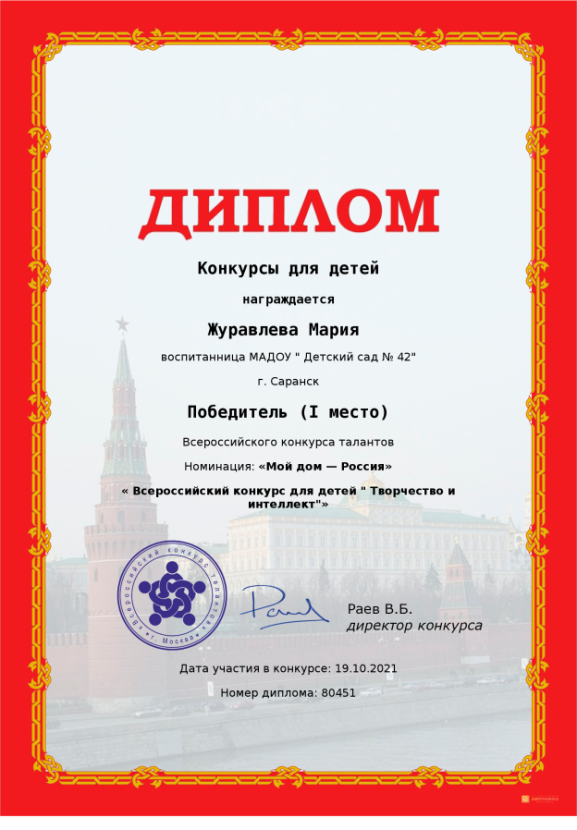 ДИПЛОМ
Конкурсы для детей
награждается
Журавлева Мария
воспитанница МАДОУ " Детский сад № 42"
г. Саранск
Победитель (I место)
Всероссийского конкурса талантов
Номинация: «Мой дом — Россия»
« Всероссийский конкурс для детей " Творчество и
интеллект"»
«Всероссийский конкурс талантов»
г. Москва
Раев В.Б.
директор конкурса
Дата участия в конкурсе: 19.10.2021
Номер диплома: 80451